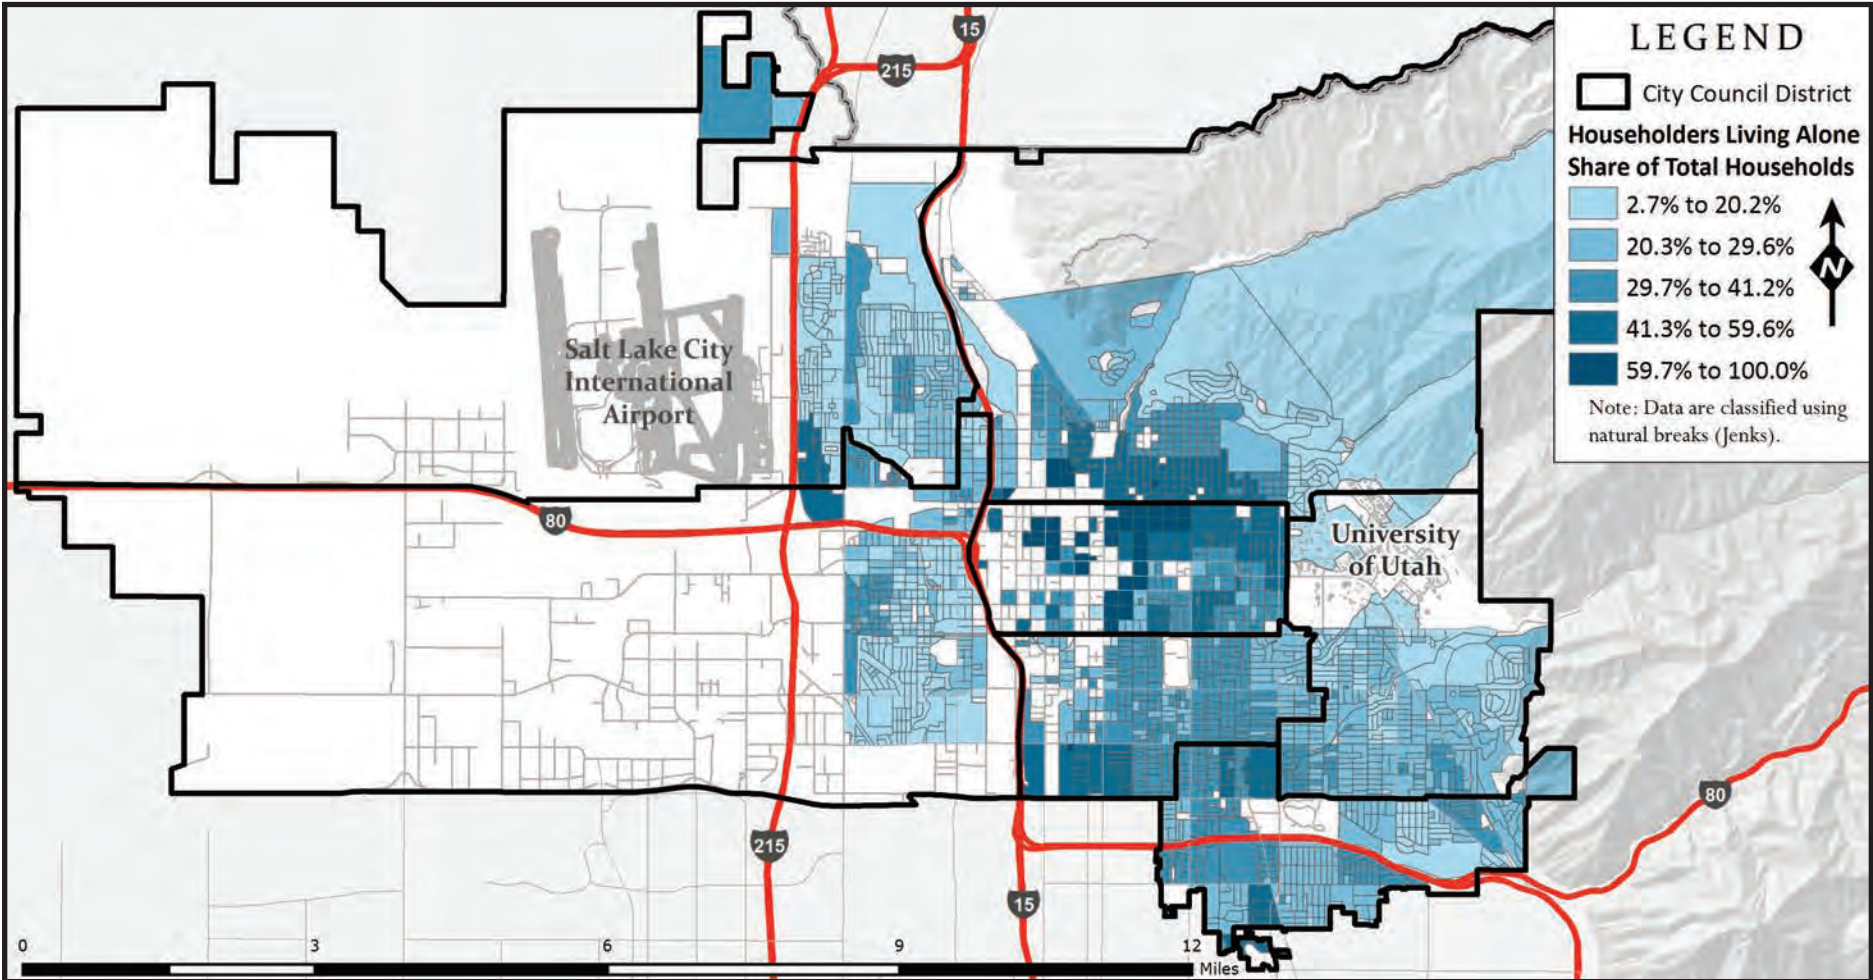 LEGEND
City Council District
Householders Living Alone
Share of Total Households
2.7% to 20.2%
20.3% to 29.6%
29.7% to 41.2%
41.3% to 59.6%
59.7% to 100.0%
N
Note: Data are classified using
natural breaks (Jenks).
15
215
Salt Lake City
International
Airport
80
University
of Utah
80
215
15
0 3 6 9 12
Miles